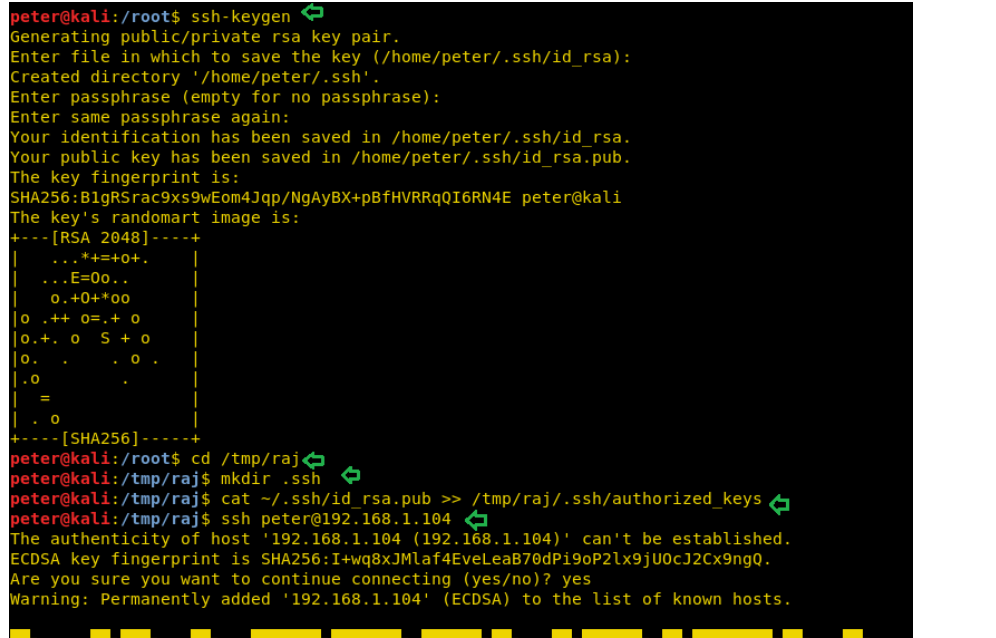 peter@kali:/root$ ssh-keygen
Generating public/private rsa key pair.
Enter file in which to save the key (/home/peter/.ssh/id_rsa):
Created directory '/home/peter/.ssh'.
Enter passphrase (empty for no passphrase):
Enter same passphrase again:
Your identification has been saved in /home/peter/.ssh/id_rsa.
Your public key has been saved in /home/peter/.ssh/id_rsa.pub.
The key fingerprint is:
SHA256:B1gRSrac9xs9wEom4Jqp/NgAyBX+pBfHVRRqQI6RN4E peter@kali
The key's randomart image is:
+---[RSA 2048]----+
|   ...*+=+o+.    |
|  ...E=Oo..      |
|   o.+O+*oo      |
|o .++ o=.+ o     |
|o.+. o  S + o    |
|o.  .    . o .   |
|.o        .      |
|  =              |
| . o             |
+----[SHA256]-----+
peter@kali:/root$ cd /tmp/raj
peter@kali:/tmp/raj$ mkdir .ssh
peter@kali:/tmp/raj$ cat ~/.ssh/id_rsa.pub >> /tmp/raj/.ssh/authorized_keys
peter@kali:/tmp/raj$ ssh peter@192.168.1.104
The authenticity of host '192.168.1.104 (192.168.1.104)' can't be established.
ECDSA key fingerprint is SHA256:I+wq8xJMlaf4EveLeaB70dPi9oP2lx9jUOcJ2Cx9ngQ.
Are you sure you want to continue connecting (yes/no)? yes
Warning: Permanently added '192.168.1.104' (ECDSA) to the list of known hosts.